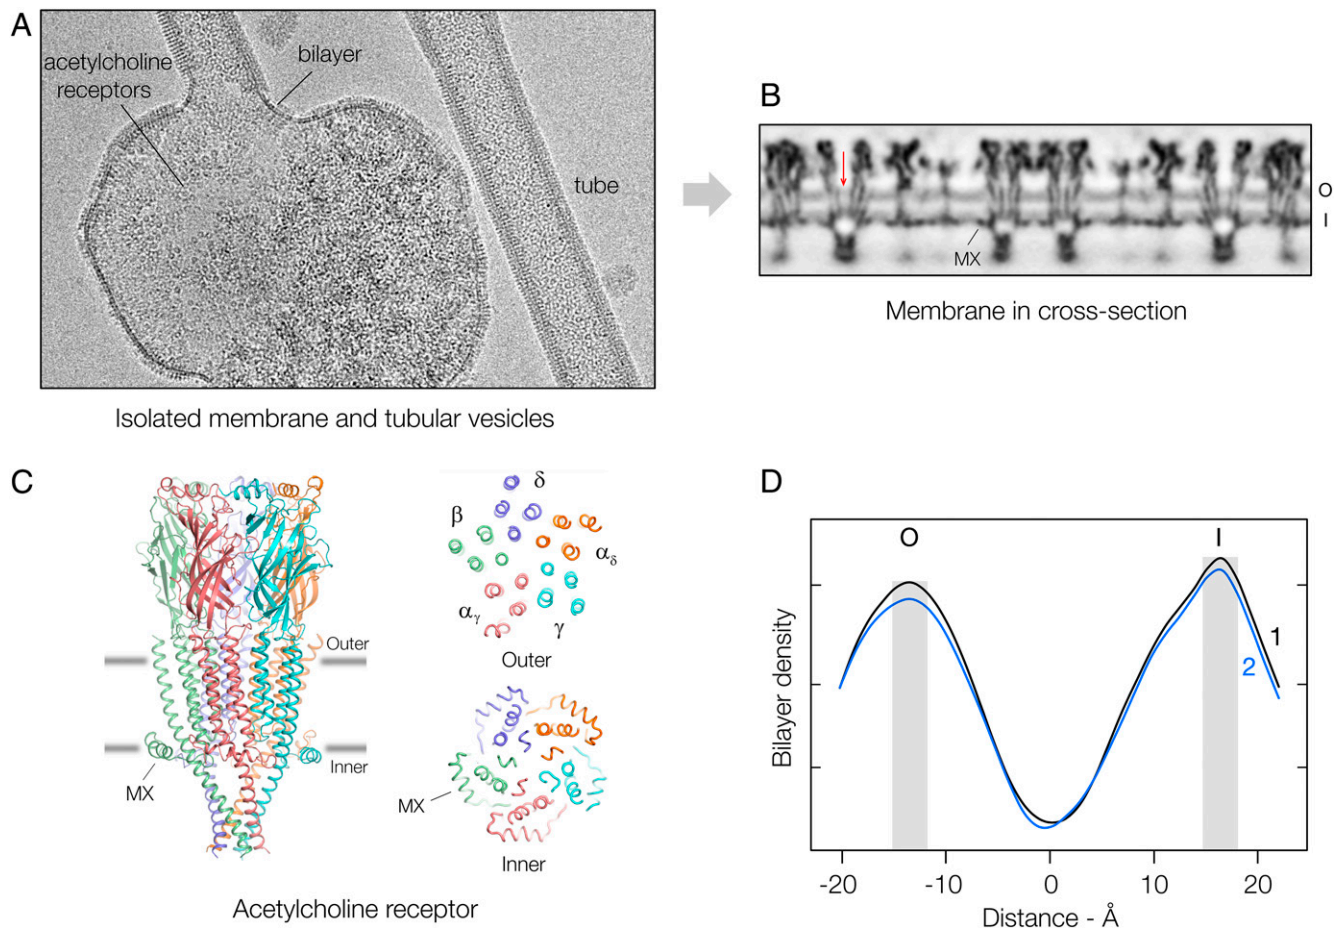 A
acetylcholine
receptors
bilayer
tube
Isolated membrane and tubular vesicles
B
O
I
MX
Membrane in cross-section
C
Outer
Inner
MX
δ
β
αδ
αγ
γ
Outer
MX
Inner
Acetylcholine receptor
D
O
I
1
2
Bilayer density
-20
-10
0
10
20
Distance - Å